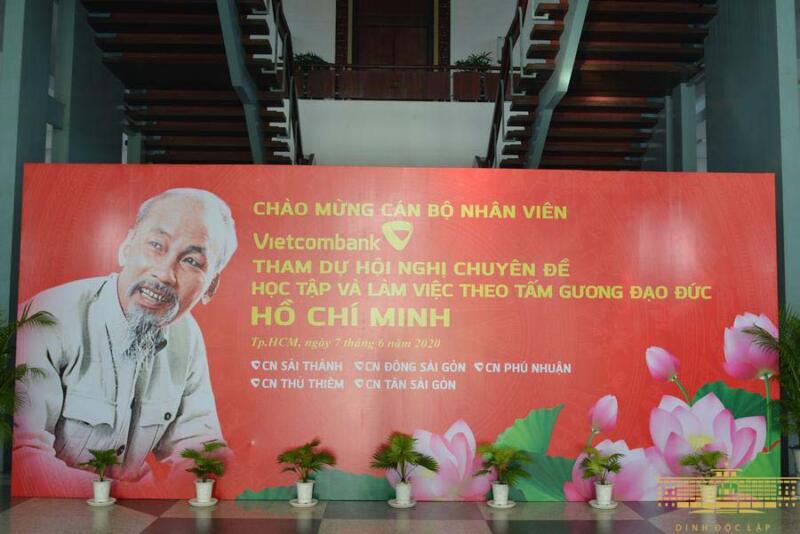 CHÀO MỪNG CÁN BỘ NHÂN VIÊN
Vietcombank
THAM DỰ HỘI NGHỊ CHUYÊN ĐỀ
HỌC TẬP VÀ LÀM VIỆC THEO TẤM GƯƠNG ĐẠO ĐỨC
HỒ CHÍ MINH
Tp.HCM, ngày 7 tháng 6 năm 2020
CN SÀI THÀNH CN ĐÔNG SÀI GÒN CN PHÚ NHUẬN
CN THỦ THIÊM CN TÂN SÀI GÒN
DINH ĐỘC LẬP